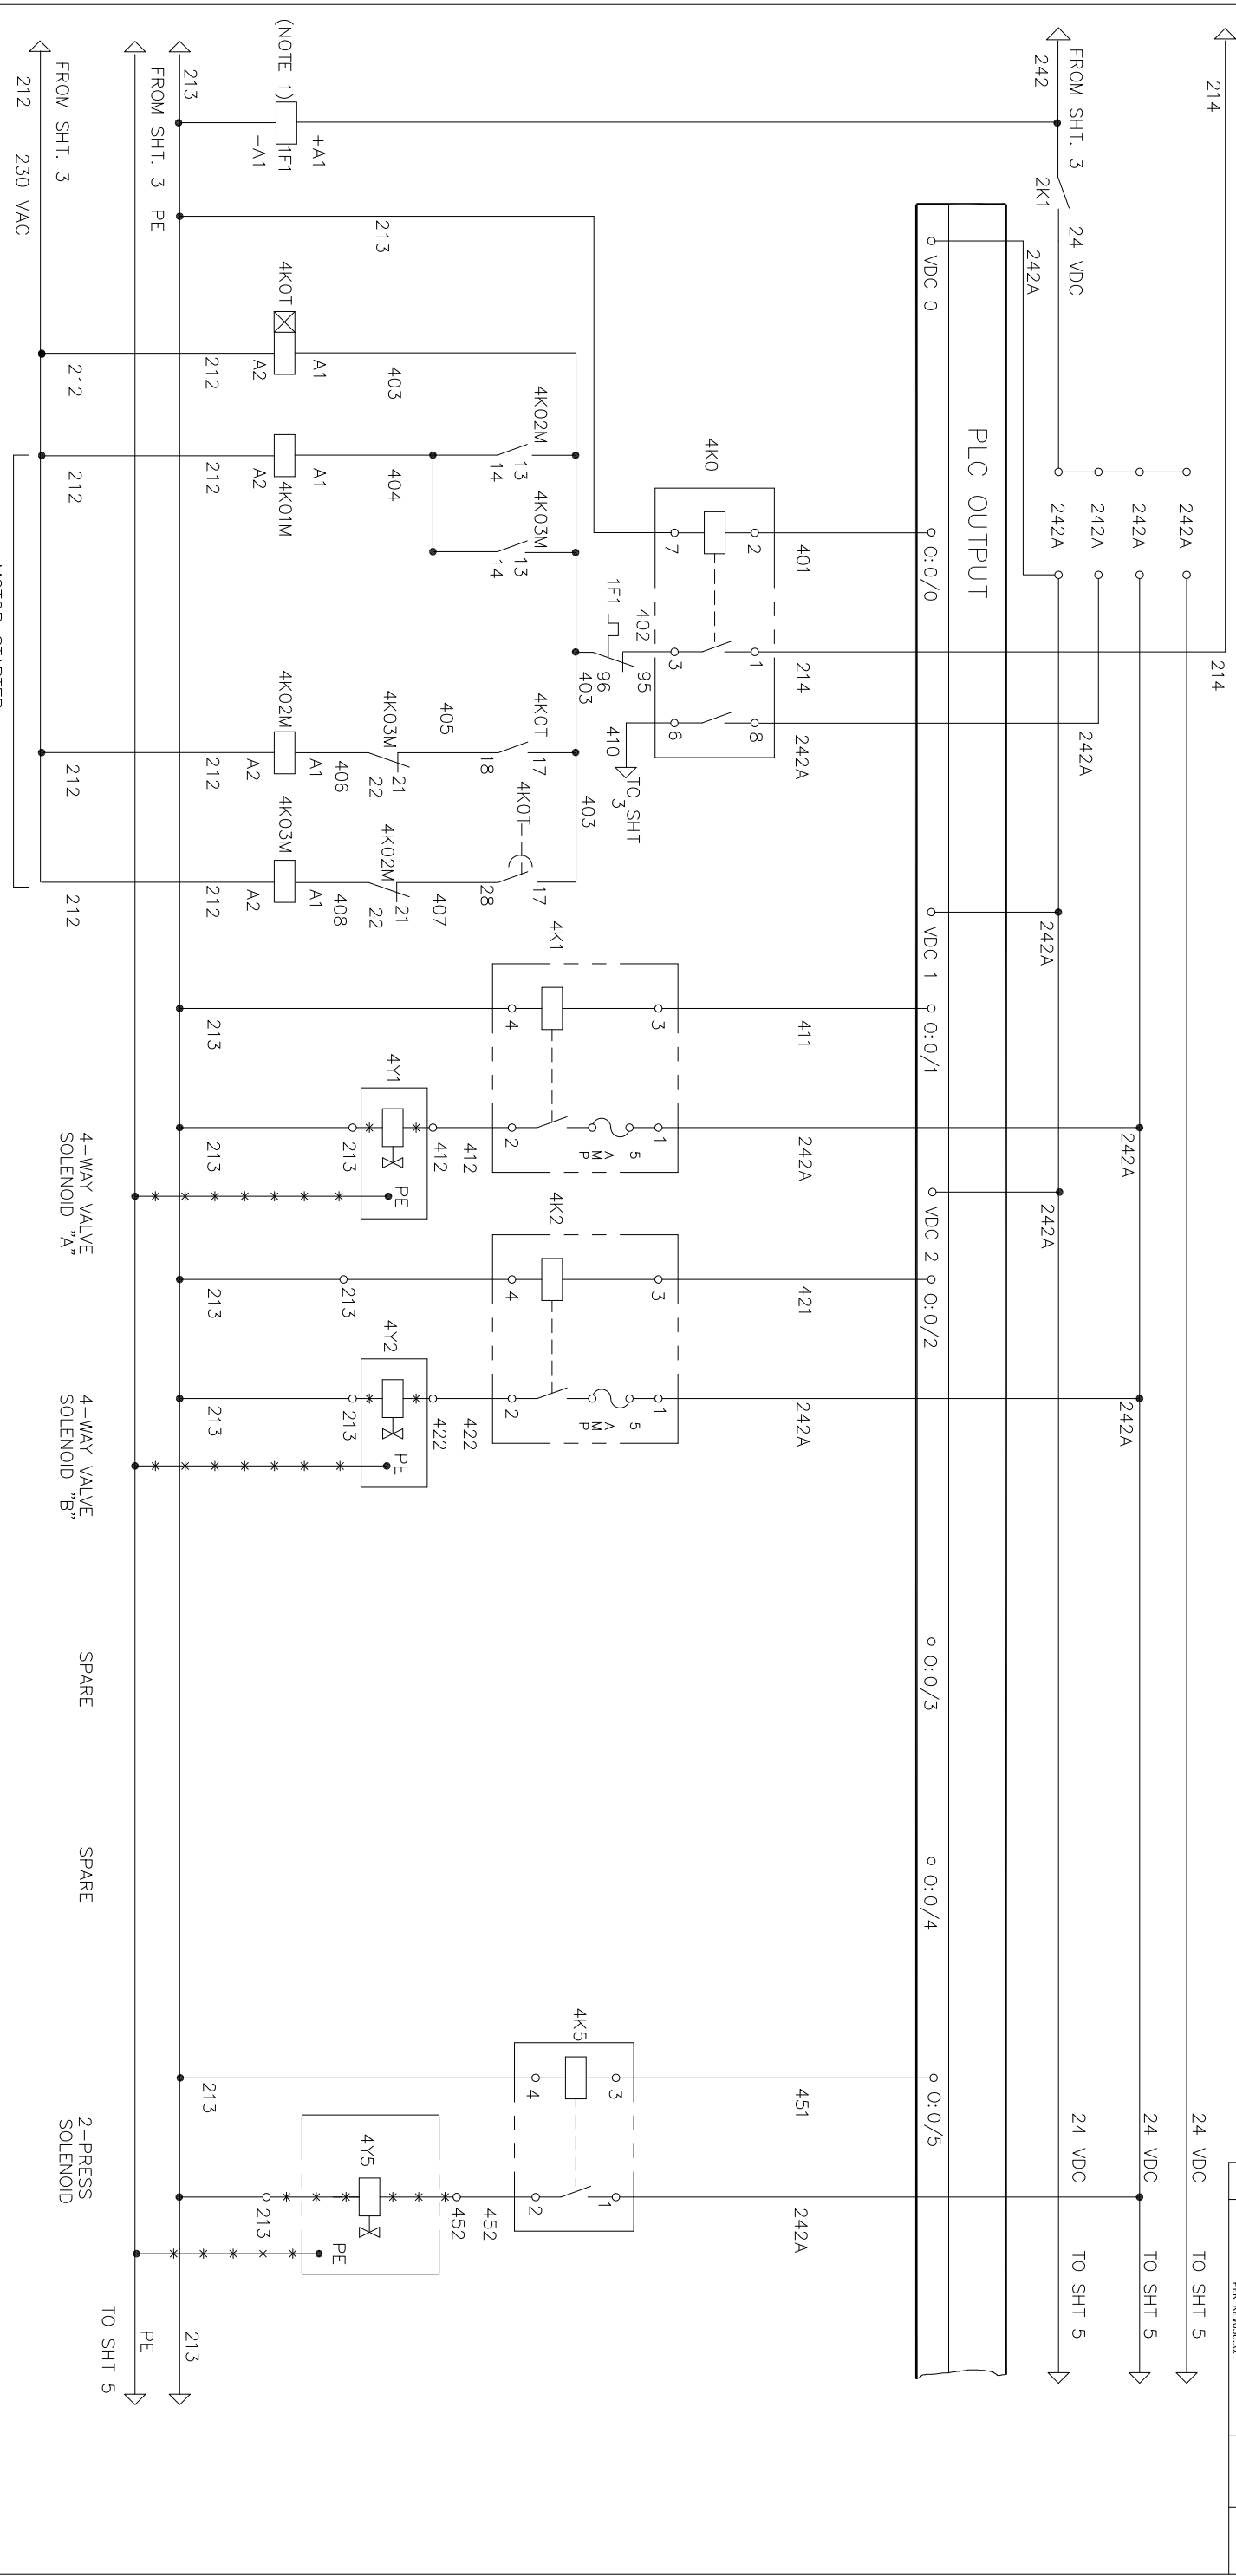 214
214
FROM SHT. 3
242
2K1
24 VDC
242A
242A
242A
242A
242A
24 VDC
TO SHT 5
24 VDC
TO SHT 5
24 VDC
TO SHT 5
242A
242A
242A
242A
242A
PLC OUTPUT
VDC 0
O:0/0
VDC 1
O:0/1
VDC 2
O:0/2
O:0/3
O:0/4
O:0/5
4K0
401
2
7
214
1
3
242A
8
6
402
410
TO SHT
3
1F1
95
96
403
403
213
4K02M
13
14
4K03M
13
14
4K0T
17
18
4K0T
17
28
403
404
405
4K03M
21
22
406
407
4K02M
21
22
408
4K0T
A1
A2
212
4K01M
A1
A2
212
4K02M
A1
A2
212
4K03M
A1
A2
212
(NOTE 1)
1F1
+A1
-A1
213
FROM SHT. 3
PE
FROM SHT. 3
212
230 VAC
212
212
212
212
4K1
411
3
4
213
242A
1
5
A
M
P
2
412
412
4Y1
213
213
PE
4-WAY VALVE
SOLENOID "A"
4K2
421
3
4
213
213
242A
1
5
A
M
P
2
422
422
4Y2
213
213
PE
4-WAY VALVE
SOLENOID "B"
SPARE
SPARE
4K5
451
3
4
213
242A
1
2
452
452
4Y5
213
PE
2-PRESS
SOLENOID
213
PE
TO SHT 5